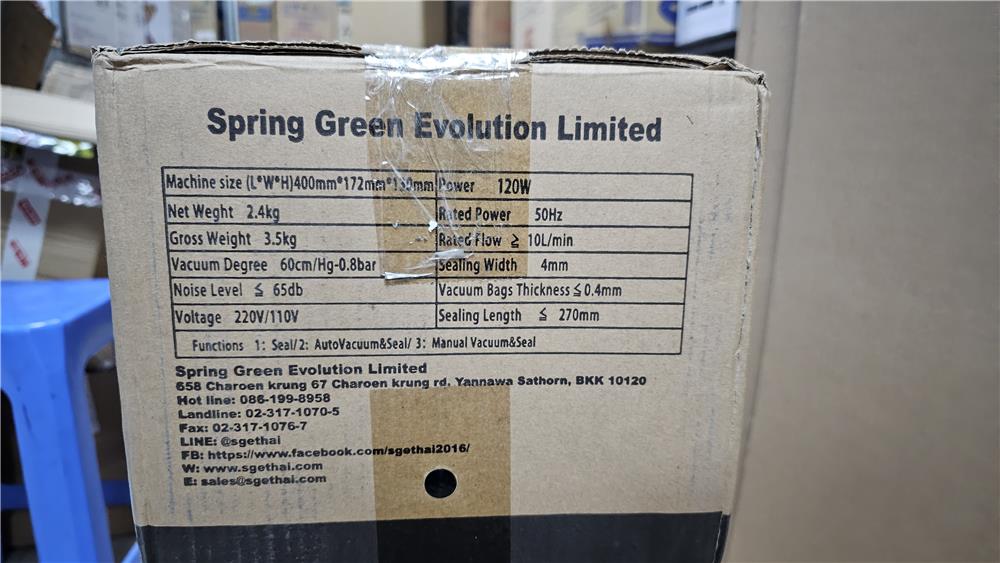 Spring Green Evolution Limited
Machine size (L*W*H)400mm*172mm*130mm Power 120W
Net Weght 2.4kg Rated Power 50Hz
Gross Weight 3.5kg Rated Flow ≧ 10L/min
Vacuum Degree 60cm/Hg-0.8bar Sealing Width 4mm
Noise Level ≦ 65db Vacuum Bags Thickness ≦ 0.4mm
Voltage 220V/110V Sealing Length ≦ 270mm
Functions 1: Seal/2: AutoVacuum&Seal/ 3: Manual Vacuum&Seal
Spring Green Evolution Limited
658 Charoen krung 67 Charoen krung rd, Yannawa Sathorn, BKK 10120
Hot line: 086-199-8958
Landline: 02-317-1070-5
Fax: 02-317-1076-7
LINE: @sgethai
FB: https://www.facebook.com/sgethai2016/
W: www.sgethai.com
E: sales@sgethai.com